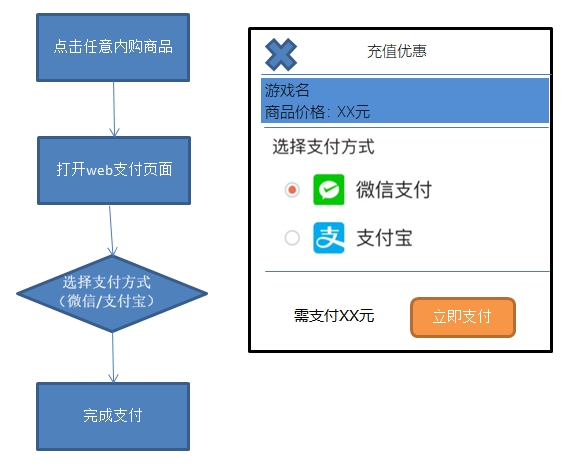 点击任意内购商品
打开web支付页面
选择支付方式
（微信/支付宝）
完成支付
充值优惠
游戏名
商品价格：XX元
选择支付方式
微信支付
支 支付宝
需支付XX元
立即支付